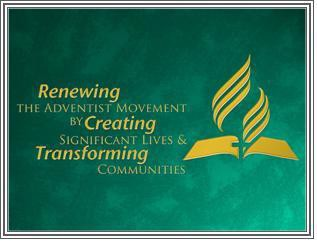 Renewing
THE ADVENTIST MOVEMENT
BY Creating
SIGNIFICANT LIVES &
Transforming
COMMUNITIES